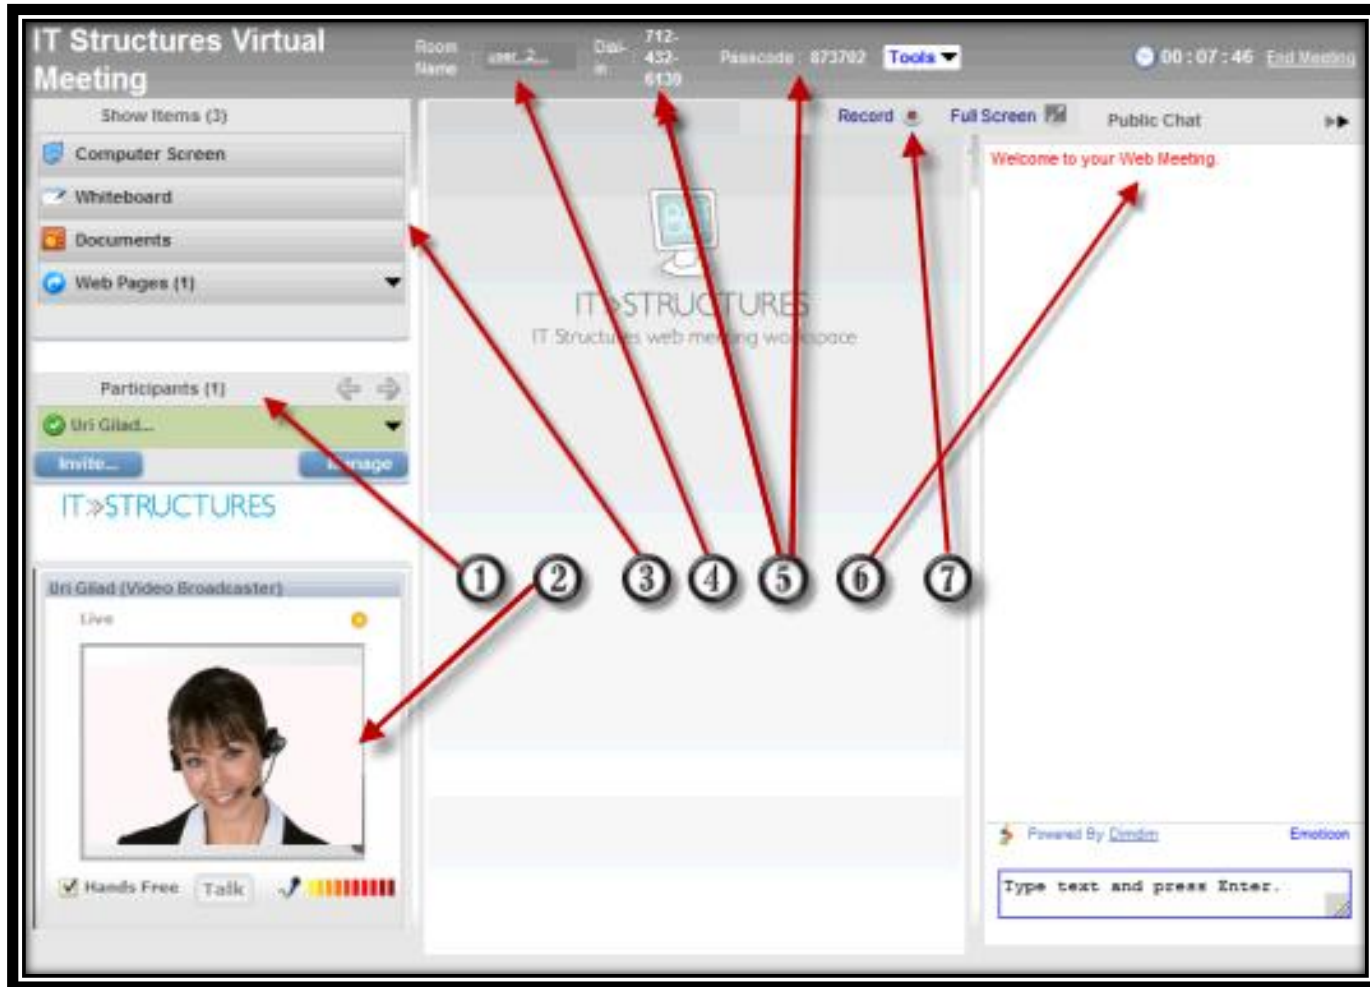 IT Structures Virtual
Meeting
Room
Name : user_2...
Dial-
in : 712-
432-
6139
Passcode : 873702
Tools
00:07:46 End Meeting
Show Items (3)
Computer Screen
Whiteboard
Documents
Web Pages (1)
Participants (1)
Uri Gilad...
Invite...
Manage
IT»STRUCTURES
Uri Gilad (Video Broadcaster)
Live
Hands Free
Talk
Record
Full Screen
IT»STRUCTURES
IT Structures web meeting workspace
1 2 3 4 5 6 7
Public Chat
Welcome to your Web Meeting.
Powered By Dimdim
Emoticon
Type text and press Enter.